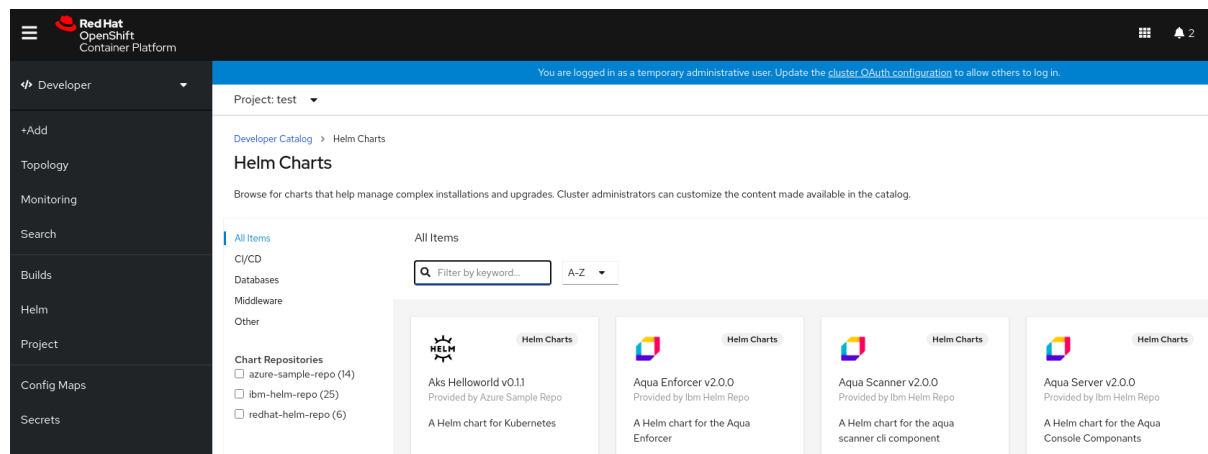 Red Hat
OpenShift
Container Platform
2
Developer
You are logged in as a temporary administrative user. Update the cluster OAuth configuration to allow others to log in.
Project: test
+Add
Topology
Monitoring
Search
Builds
Helm
Project
Config Maps
Secrets
Developer Catalog > Helm Charts
Helm Charts
Browse for charts that help manage complex installations and upgrades. Cluster administrators can customize the content made available in the catalog.
All Items
CI/CD
Databases
Middleware
Other
Chart Repositories
azure-sample-repo (14)
ibm-helm-repo (25)
redhat-helm-repo (6)
All Items
Filter by keyword...
A-Z
HELM
Helm Charts
Aks Helloworld v0.1.1
Provided by Azure Sample Repo
A Helm chart for Kubernetes
Helm Charts
Aqua Enforcer v2.0.0
Provided by Ibm Helm Repo
A Helm chart for the Aqua
Enforcer
Helm Charts
Aqua Scanner v2.0.0
Provided by Ibm Helm Repo
A Helm chart for the aqua
scanner cli component
Helm Charts
Aqua Server v2.0.0
Provided by Ibm Helm Repo
A Helm chart for the Aqua
Console Componants